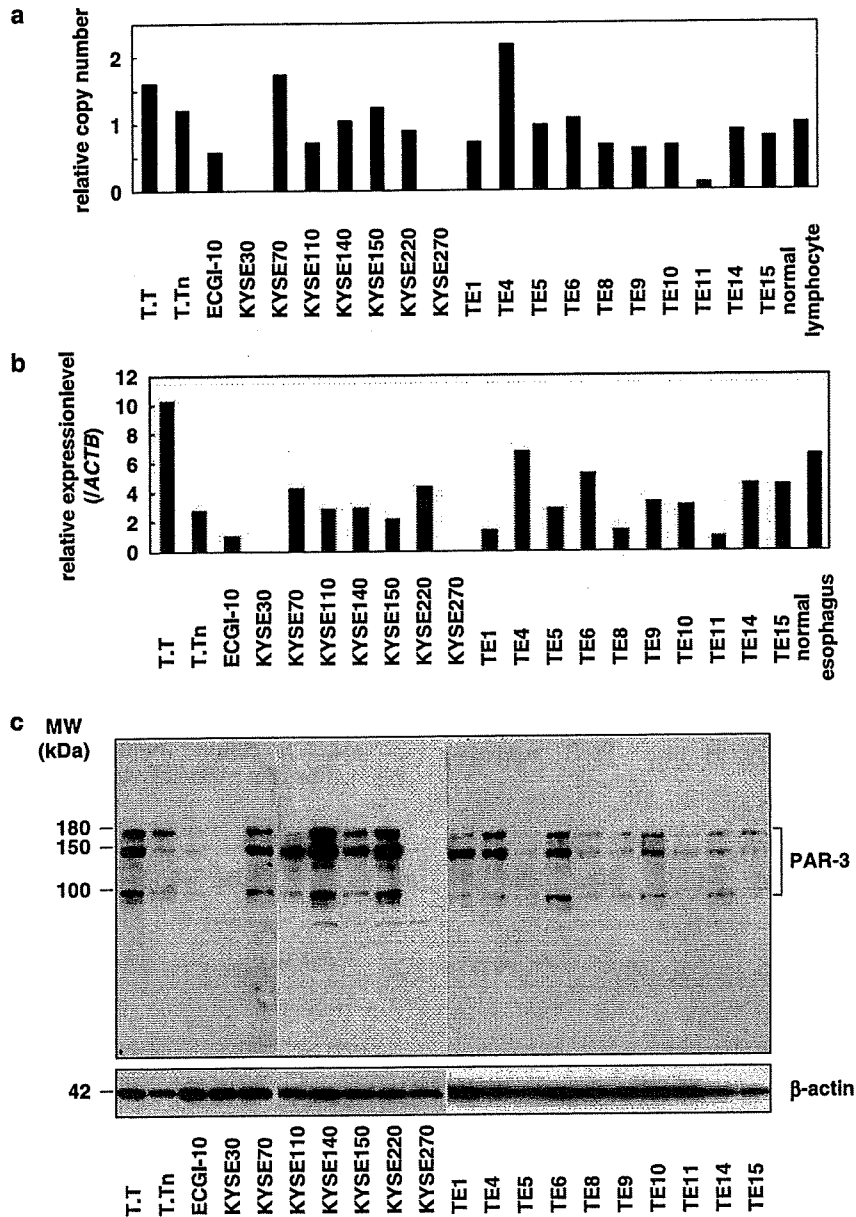 a
relative copy number
2
1
0
T.T
T.Tn
ECGI-10
KYSE30
KYSE70
KYSE110
KYSE140
KYSE150
KYSE220
KYSE270
TE1
TE4
TE5
TE6
TE8
TE9
TE10
TE11
TE14
TE15
normal
lymphocyte
b
relative expressionlevel
(/ACTB)
12
10
8
6
4
2
0
T.T
T.Tn
ECGI-10
KYSE30
KYSE70
KYSE110
KYSE140
KYSE150
KYSE220
KYSE270
TE1
TE4
TE5
TE6
TE8
TE9
TE10
TE11
TE14
TE15
normal
esophagus
c
MW
(kDa)
180
150
100
PAR-3
42
β-actin
T.T
T.Tn
ECGI-10
KYSE30
KYSE70
KYSE110
KYSE140
KYSE150
KYSE220
KYSE270
TE1
TE4
TE5
TE6
TE8
TE9
TE10
TE11
TE14
TE15